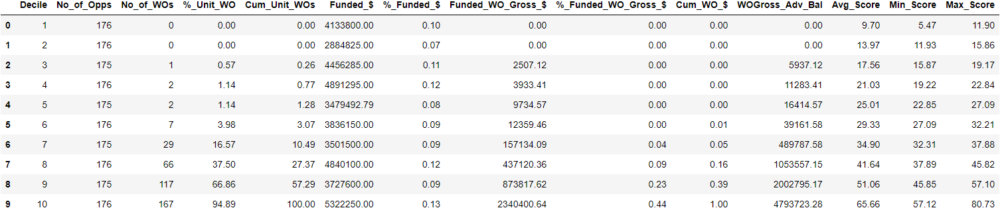 Decile No_of_Opps No_of_WOs %_Unit_WO Cum_Unit_WOs Funded_$ %_Funded_$ Funded_WO_Gross_$ %_Funded_WO_Gross_$ Cum_WO_$ WOGross_Adv_Bal Avg_Score Min_Score Max_Score
0 1 176 0 0.00 0.00 4133800.00 0.10 0.00 0.00 0.00 0.00 9.70 5.47 11.90
1 2 176 0 0.00 0.00 2884825.00 0.07 0.00 0.00 0.00 0.00 13.97 11.93 15.86
2 3 175 1 0.57 0.26 4456285.00 0.11 2507.12 0.00 0.00 5937.12 17.56 15.87 19.17
3 4 176 2 1.14 0.77 4891295.00 0.12 3933.41 0.00 0.00 11283.41 21.03 19.22 22.84
4 5 175 2 1.14 1.28 3479492.79 0.08 9734.57 0.00 0.00 16414.57 25.01 22.85 27.09
5 6 176 7 3.98 3.07 3836150.00 0.09 12359.46 0.00 0.01 39161.58 29.33 27.09 32.21
6 7 175 29 16.57 10.49 3501500.00 0.09 157134.09 0.04 0.05 489787.58 34.90 32.31 37.88
7 8 176 66 37.50 27.37 4840100.00 0.12 437120.36 0.09 0.16 1053557.15 41.64 37.89 45.82
8 9 175 117 66.86 57.29 3727600.00 0.09 873817.62 0.23 0.39 2002795.17 51.06 45.85 57.10
9 10 176 167 94.89 100.00 5322250.00 0.13 2340400.64 0.44 1.00 4793723.28 65.66 57.12 80.73